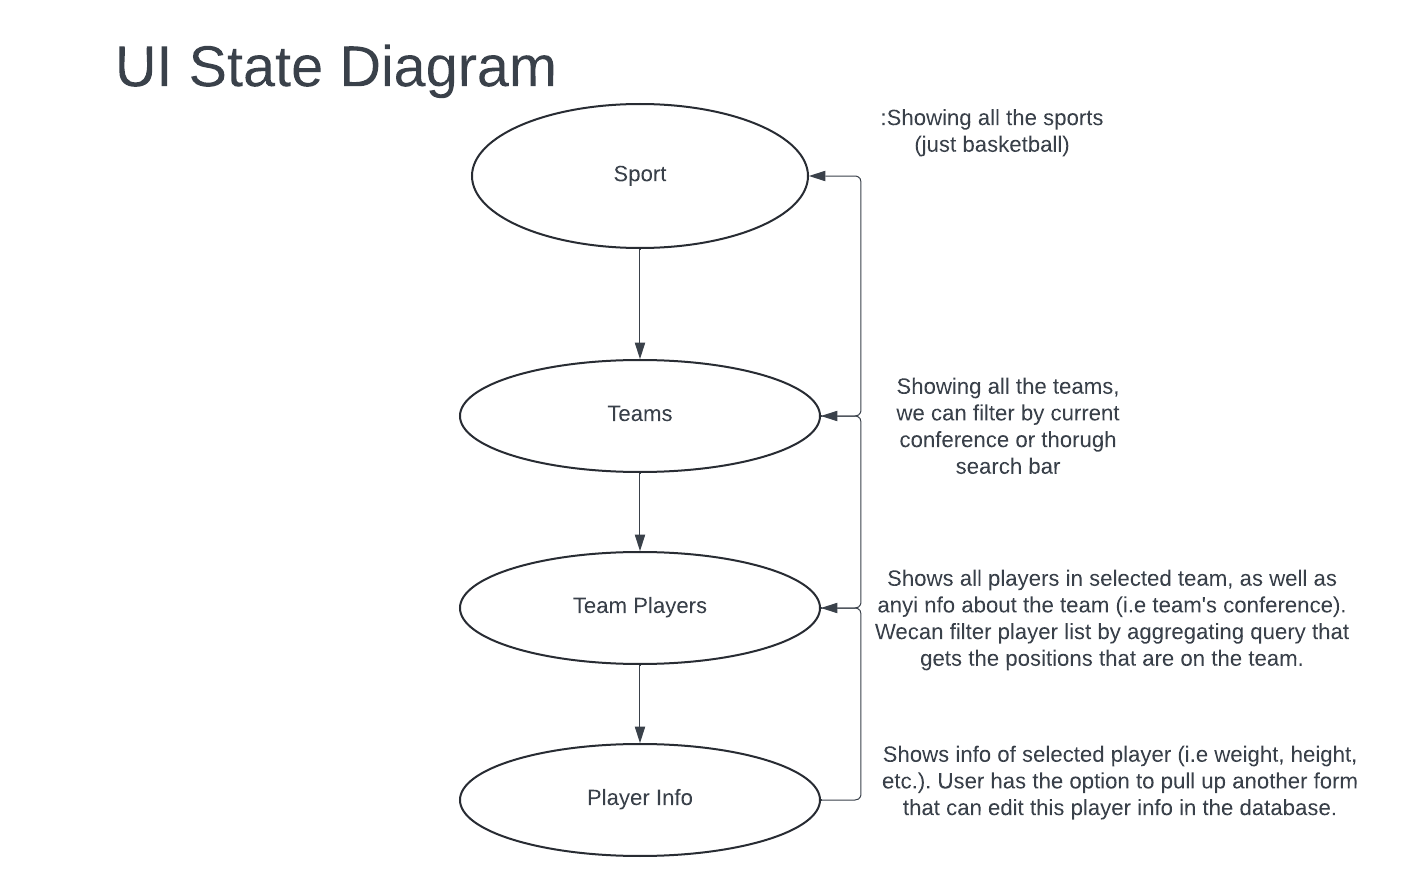 UI State Diagram
:Showing all the sports
(just basketball)
Sport
Showing all the teams,
we can filter by current
conference or thorugh
search bar
Teams
Shows all players in selected team, as well as
anyi nfo about the team (i.e team's conference).
Wecan filter player list by aggregating query that
gets the positions that are on the team.
Team Players
Shows info of selected player (i.e weight, height,
etc.). User has the option to pull up another form
that can edit this player info in the database.
Player Info